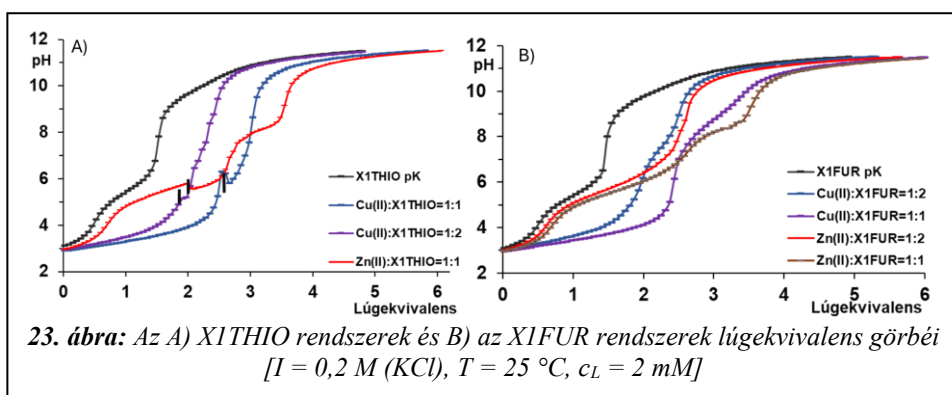 12
pH
10
8
6
4
2
A)
X1THIO pK
Cu(II):X1THIO=1:1
Cu(II):X1THIO=1:2
Zn(II):X1THIO=1:1
0 1 2 3 4 5 6
Lúgekvivalens
12
pH
10
8
6
4
2
B)
X1FUR pK
Cu(II):X1FUR=1:2
Cu(II):X1FUR=1:1
Zn(II):X1FUR=1:2
Zn(II):X1FUR=1:1
0 1 2 3 4 5 6
Lúgekvivalens
23. ábra: Az A) X1THIO rendszerek és B) az X1FUR rendszerek lúgekvivalens görbéi
[I = 0,2 M (KCl), T = 25 °C, cL = 2 mM]